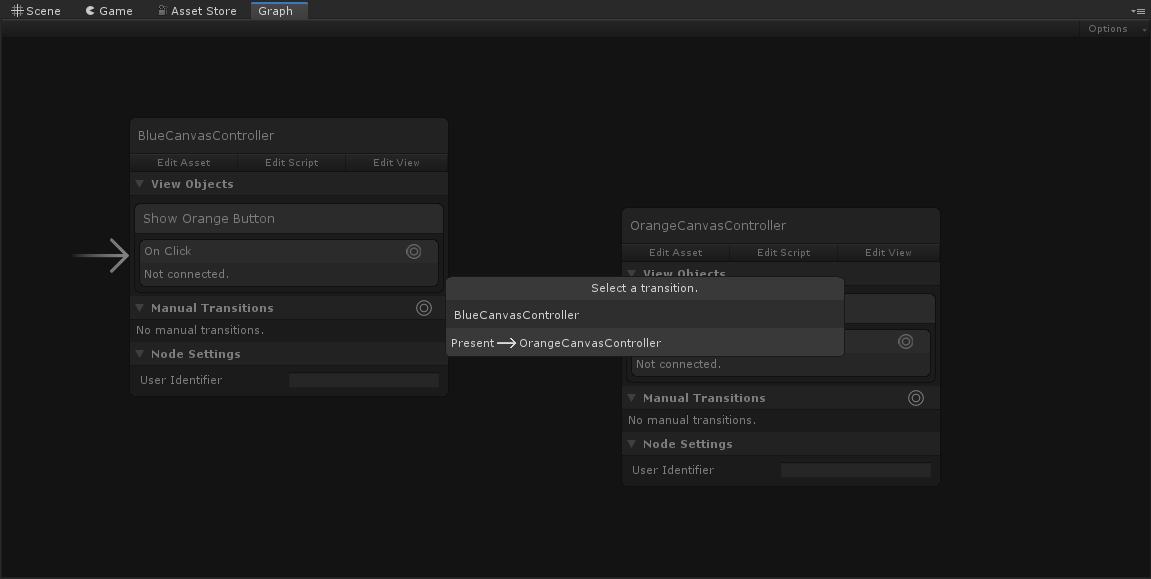 Scene Game Asset Store Graph
Options
BlueCanvasController
Edit Asset Edit Script Edit View
View Objects
Show Orange Button
On Click
Not connected.
Manual Transitions
No manual transitions.
Node Settings
User Identifier
OrangeCanvasController
Edit Asset Edit Script Edit View
View Objects
Select a transition.
BlueCanvasController
Present OrangeCanvasController
Not connected.
Manual Transitions
No manual transitions.
Node Settings
User Identifier